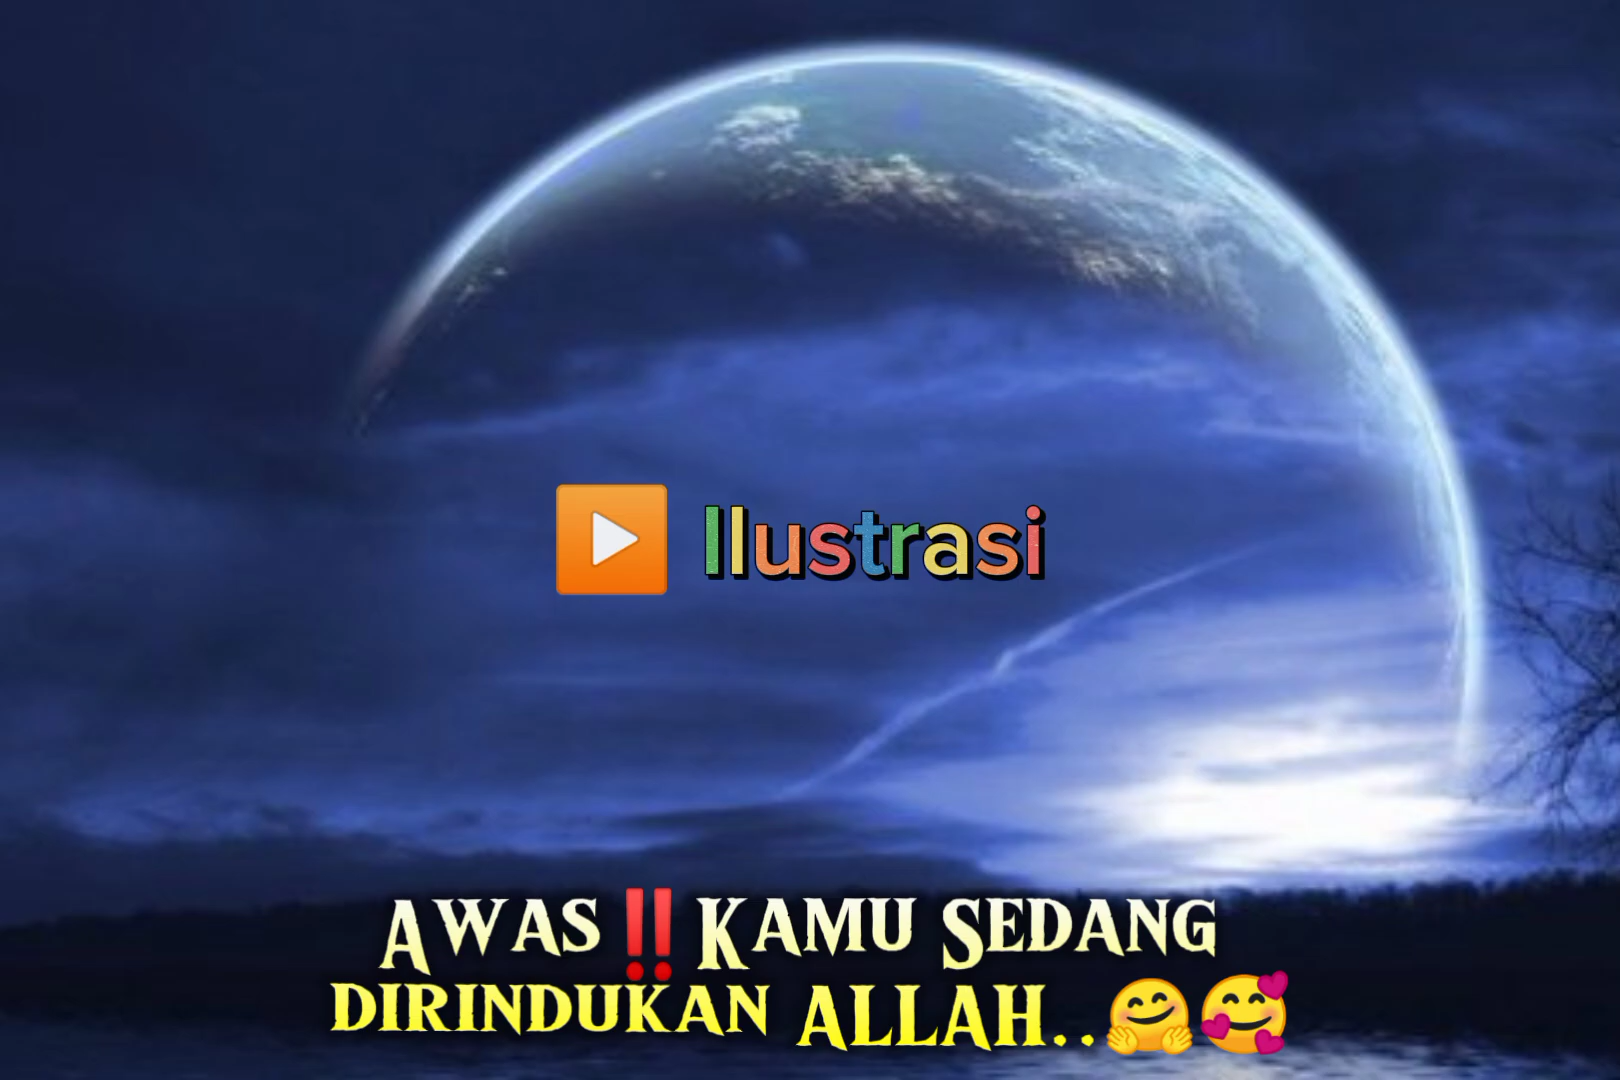 ▶️ Ilustrasi
AWAS‼️KAMU SEDANG
DIRINDUKAN ALLAH..🤗🥰